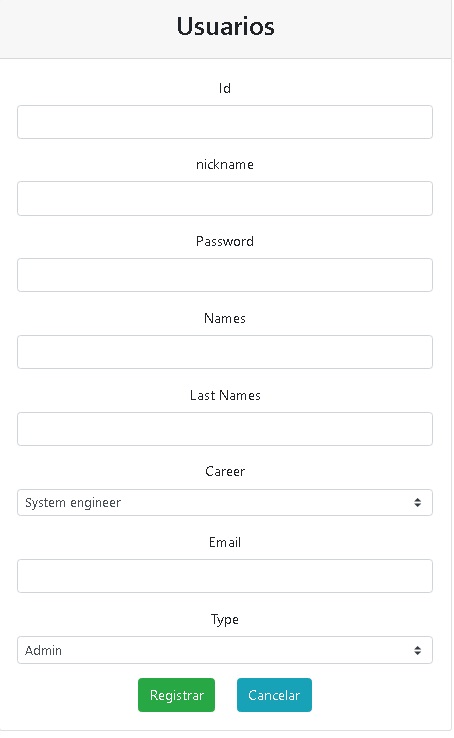 Usuarios
Id
nickname
Password
Names
Last Names
Career
System engineer
Email
Type
Admin
Registrar Cancelar